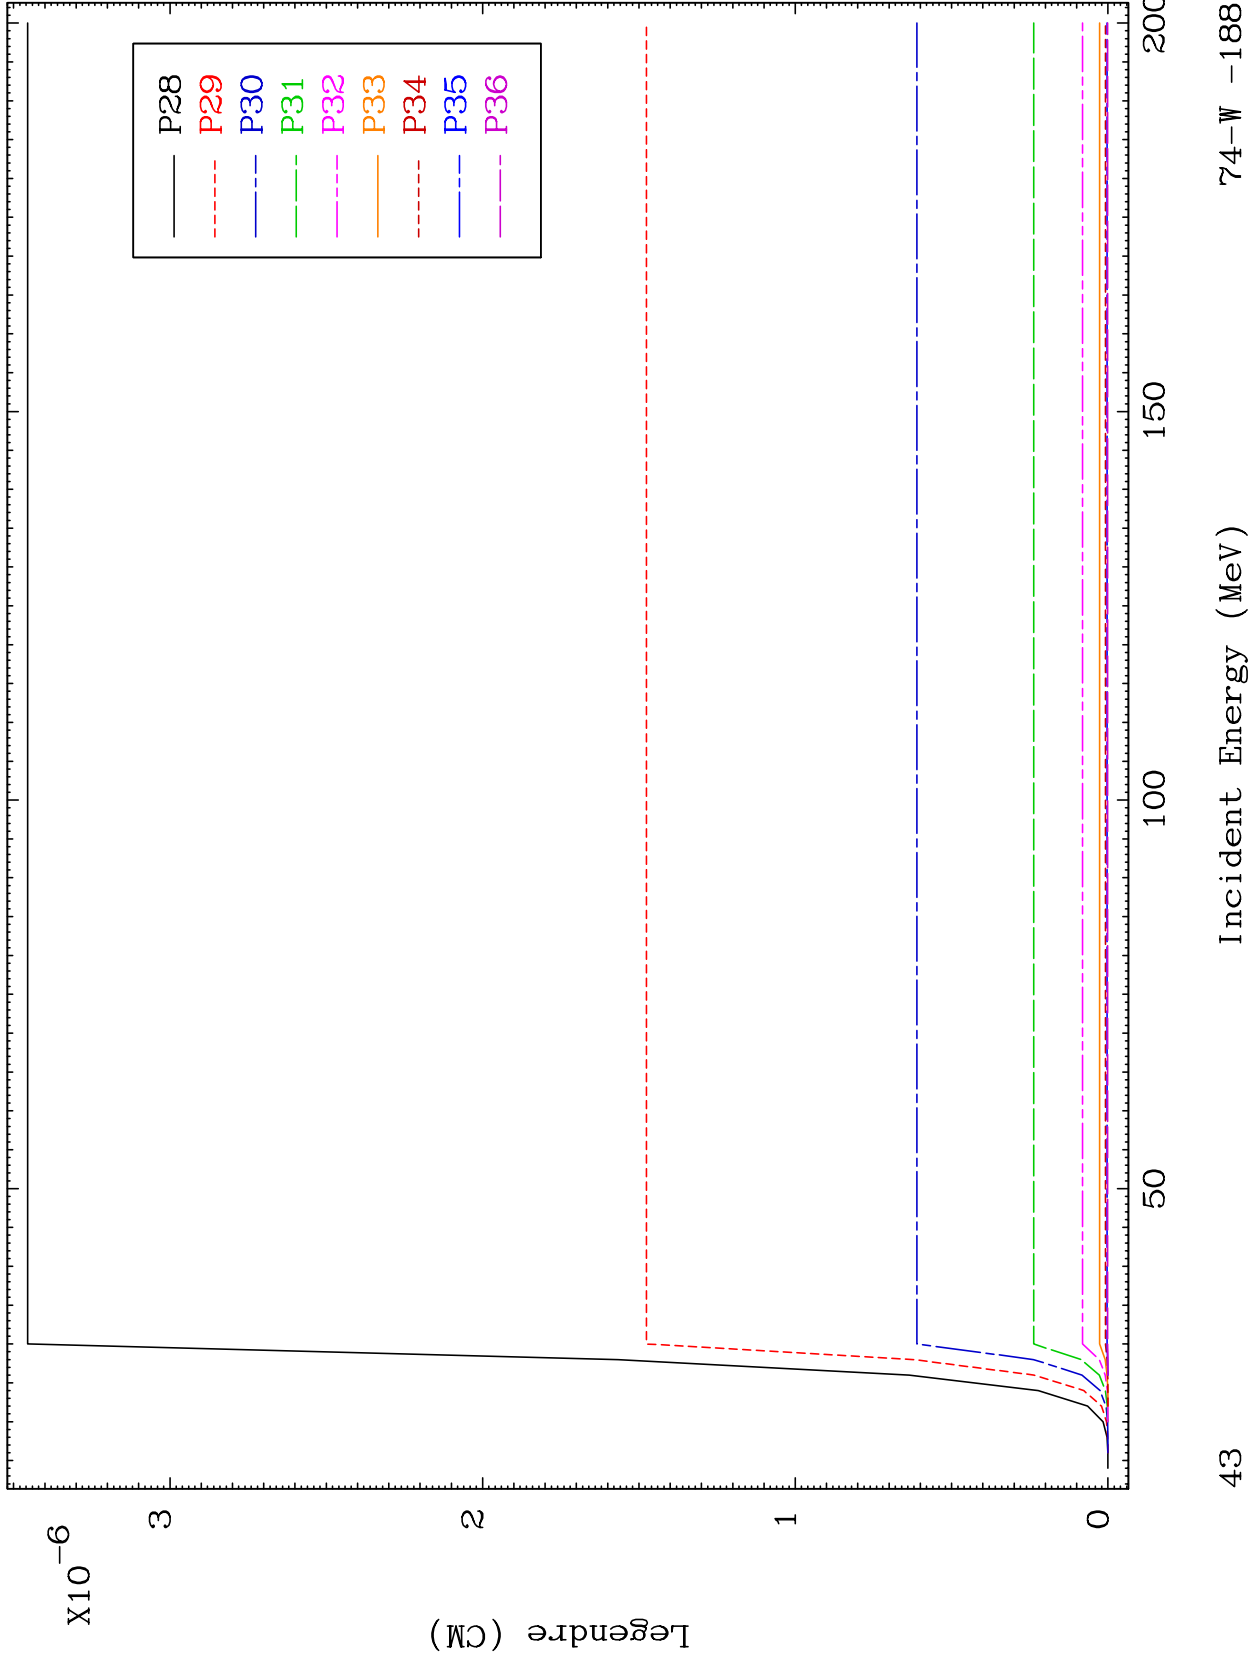 X10-6
Legendre (CM)
3
2
1
0
P28
P29
P30
P31
P32
P33
P34
P35
P36
50
100
150
200
Incident Energy (MeV)
43
74-W -188